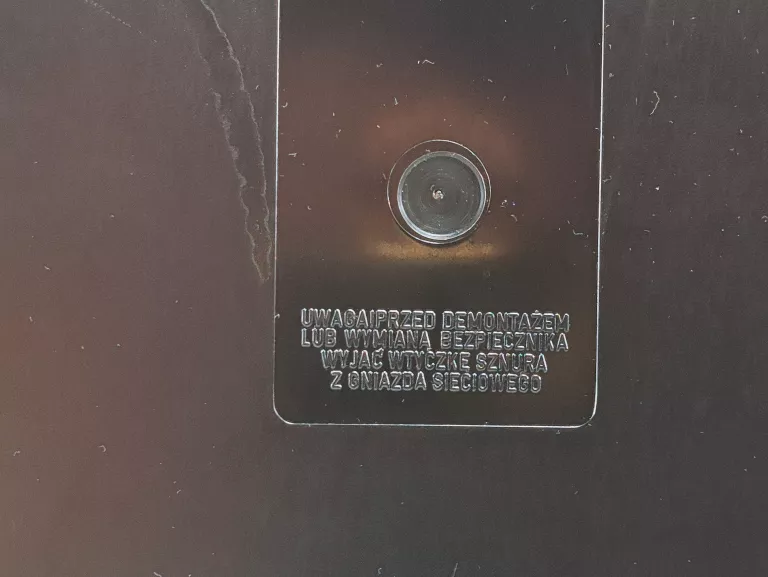 UWAGA!PRZED DEMONTAŻEM
LUB WYMIANĄ BEZPIECZNIKA
WYJĄĆ WTYCZKĘ SZNURA
Z GNIAZDA SIECIOWEGO